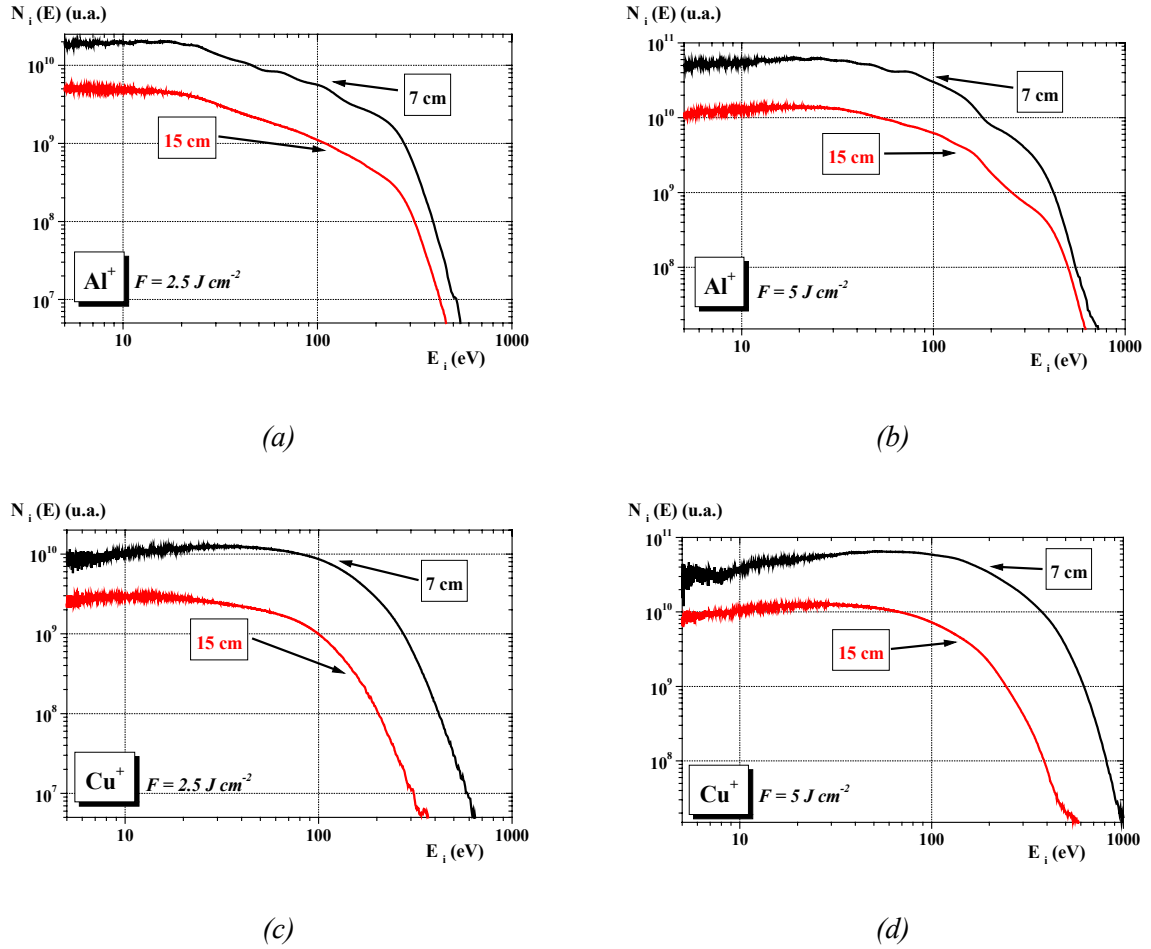 N i (E) (u.a.)
10^10
10^9
10^8
10^7
7 cm
15 cm
Al+ F = 2.5 J cm-2
10 100 1000
E i (eV)
(a)
N i (E) (u.a.)
10^11
10^10
10^9
10^8
7 cm
15 cm
Al+ F = 5 J cm-2
10 100 1000
E i (eV)
(b)
N i (E) (u.a.)
10^10
10^9
10^8
10^7
7 cm
15 cm
Cu+ F = 2.5 J cm-2
10 100 1000
E i (eV)
(c)
N i (E) (u.a.)
10^11
10^10
10^9
10^8
7 cm
15 cm
Cu+ F = 5 J cm-2
10 100 1000
E i (eV)
(d)